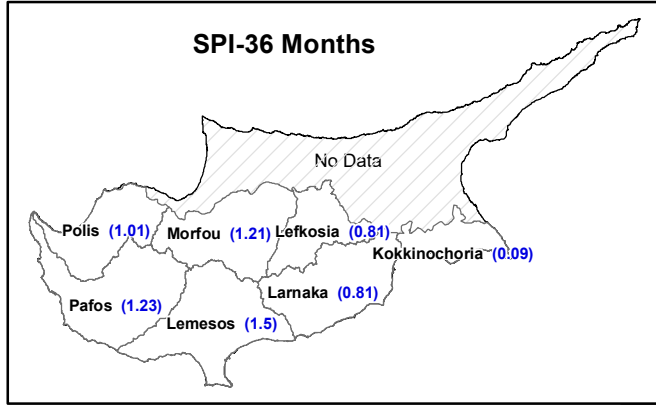 SPI-36 Months
No Data
Polis (1.01)
Morfou (1.21)
Lefkosia (0.81)
Kokkinochoria (0.09)
Pafos (1.23)
Larnaka (0.81)
Lemesos (1.5)